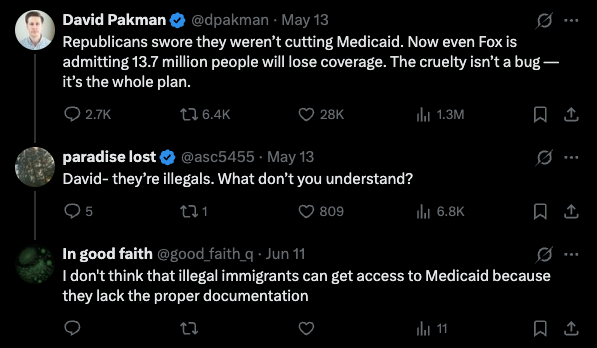 David Pakman @dpakman · May 13
Republicans swore they weren’t cutting Medicaid. Now even Fox is
admitting 13.7 million people will lose coverage. The cruelty isn’t a bug —
it’s the whole plan.
2.7K 6.4K 28K 1.3M
paradise lost @asc5455 · May 13
David- they’re illegals. What don’t you understand?
5 1 809 6.8K
In good faith @good_faith_q · Jun 11
I don't think that illegal immigrants can get access to Medicaid because
they lack the proper documentation
11